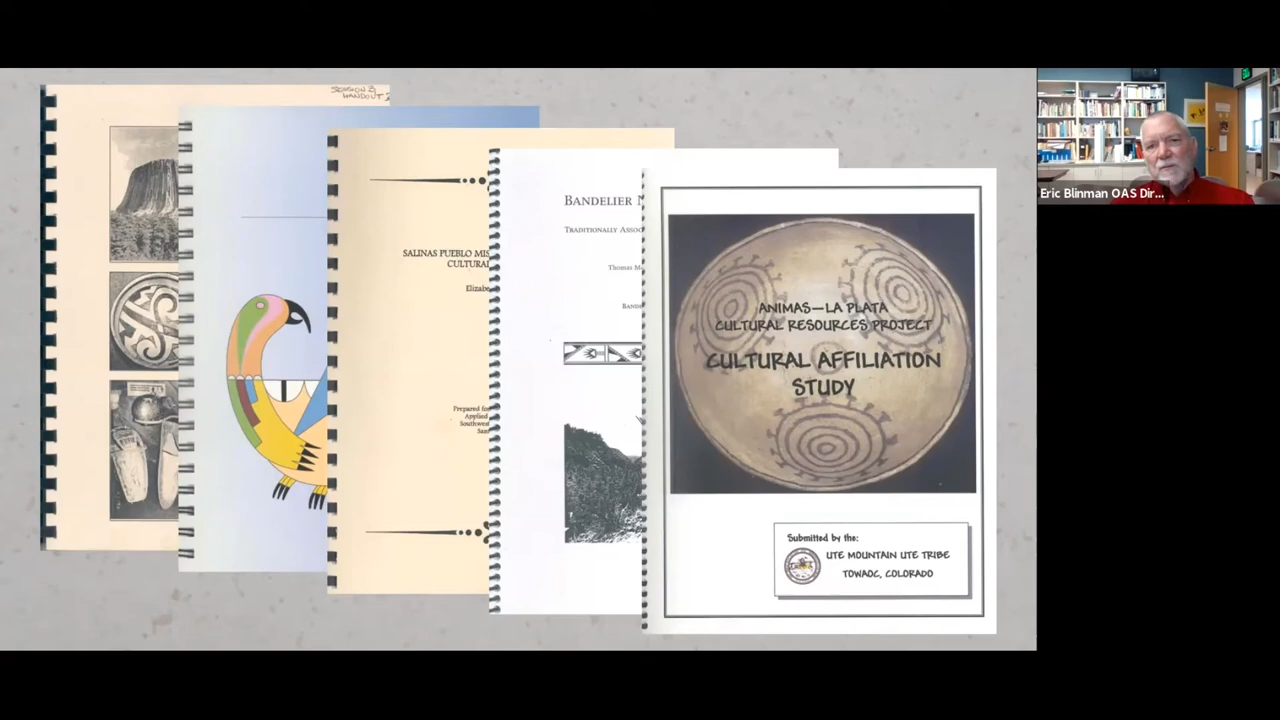 SESSION 2
HANDOUT 2
SALINAS PUEBLO MIS
CULTURAL
Elizabe
Prepared for
Applied
Southwest
San
BANDELIER N
TRADITIONALLY ASSOC
Thomas Me
BANDE
ANIMAS—LA PLATA
CULTURAL RESOURCES PROJECT
CULTURAL AFFILIATION
STUDY
Submitted by the:
UTE MOUNTAIN UTE TRIBE
TOWAOC, COLORADO
Eric Blinman OAS Dir...